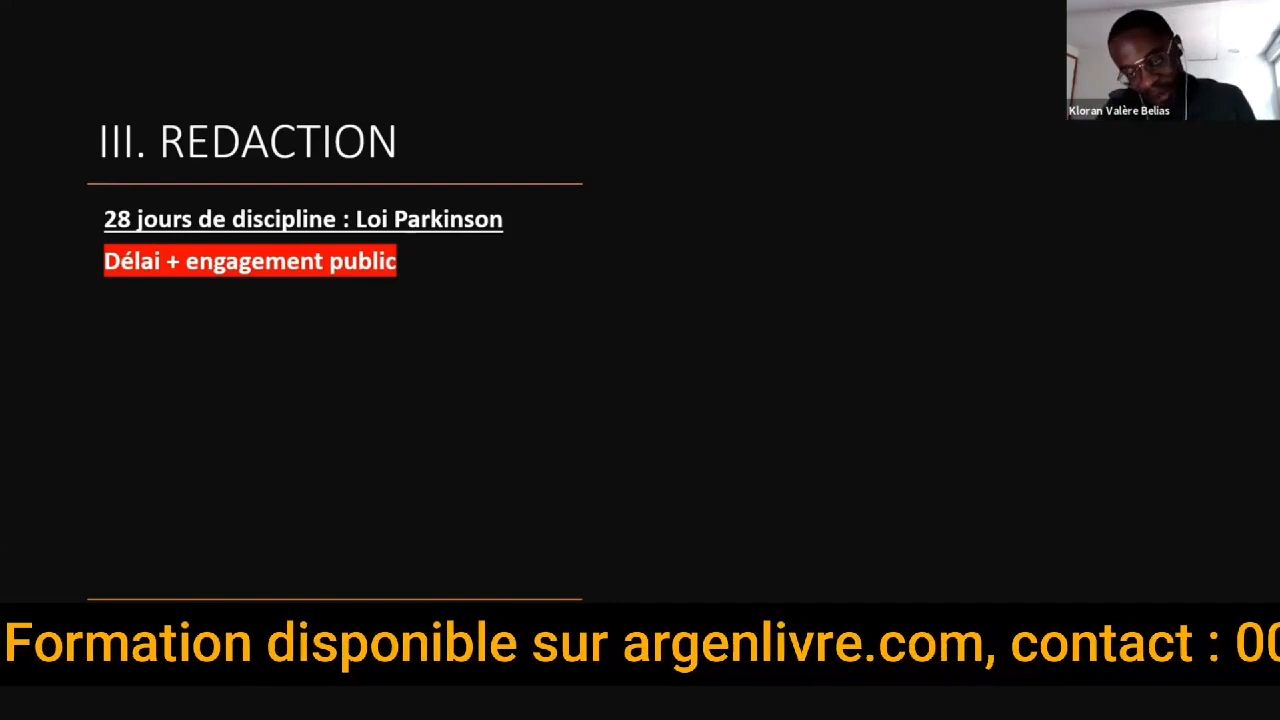 Kloran Valère Belias
III. REDACTION
28 jours de discipline : Loi Parkinson
Délai + engagement public
Formation disponible sur argenlivre.com, contact : 00